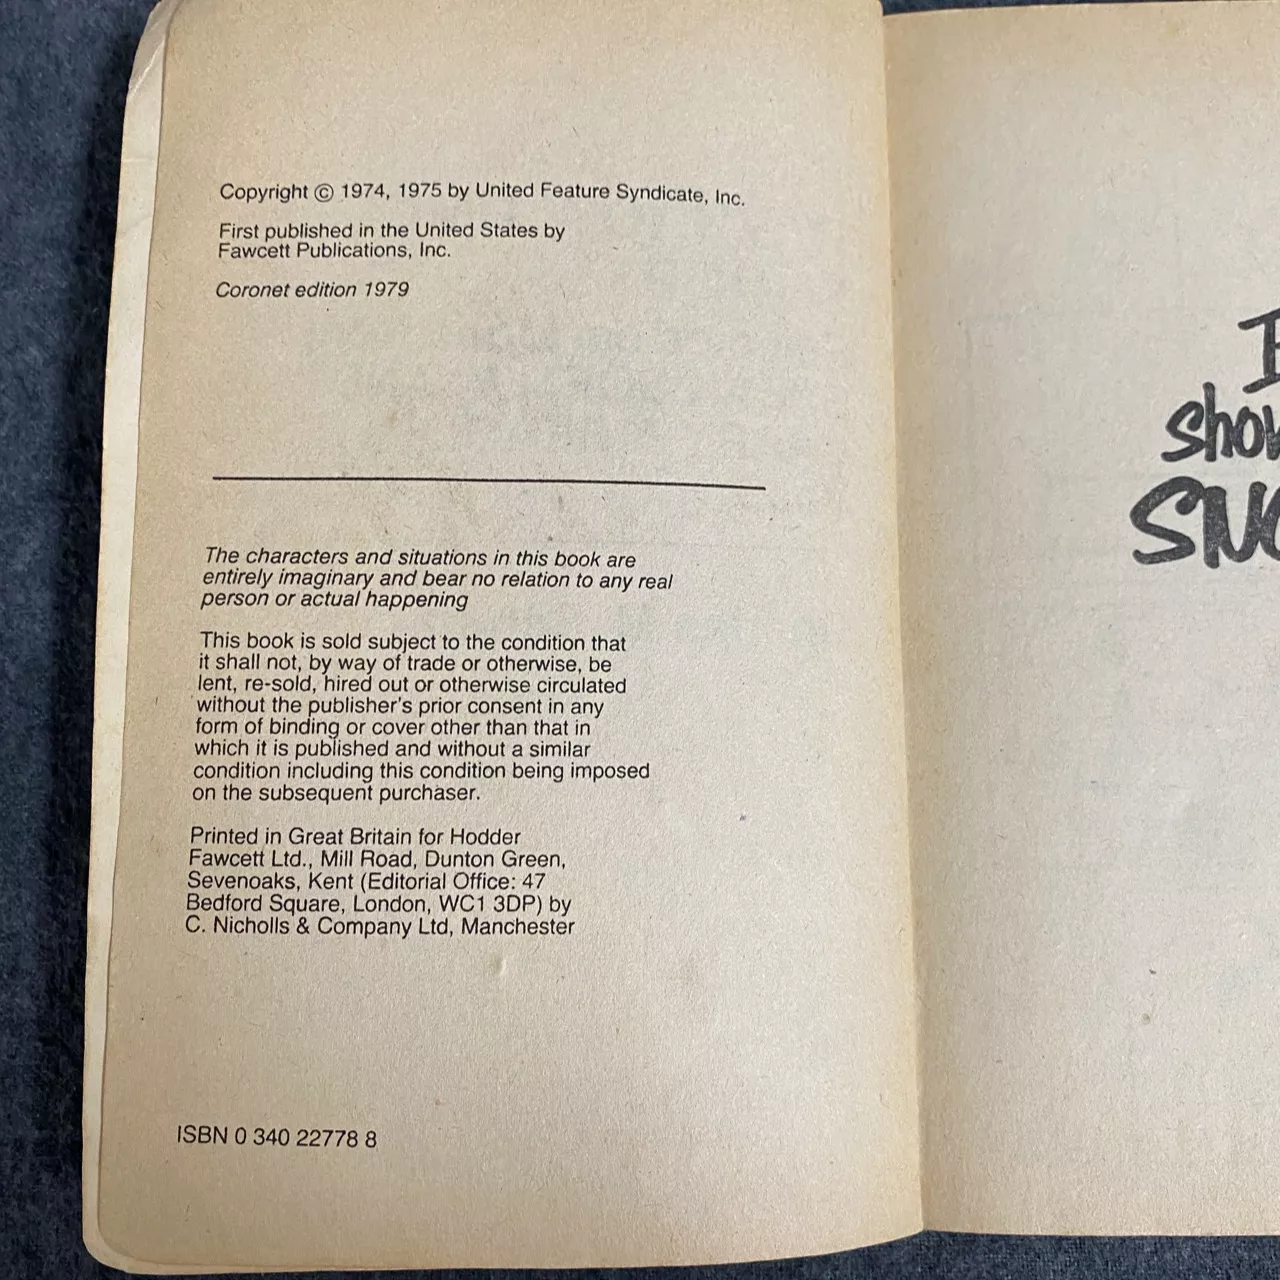 Copyright © 1974, 1975 by United Feature Syndicate, Inc.
First published in the United States by
Fawcett Publications, Inc.
Coronet edition 1979
The characters and situations in this book are
entirely imaginary and bear no relation to any real
person or actual happening
This book is sold subject to the condition that
it shall not, by way of trade or otherwise, be
lent, re-sold, hired out or otherwise circulated
without the publisher's prior consent in any
form of binding or cover other than that in
which it is published and without a similar
condition including this condition being imposed
on the subsequent purchaser.
Printed in Great Britain for Hodder
Fawcett Ltd., Mill Road, Dunton Green,
Sevenoaks, Kent (Editorial Office: 47
Bedford Square, London, WC1 3DP) by
C. Nicholls & Company Ltd, Manchester
ISBN 0 340 22778 8